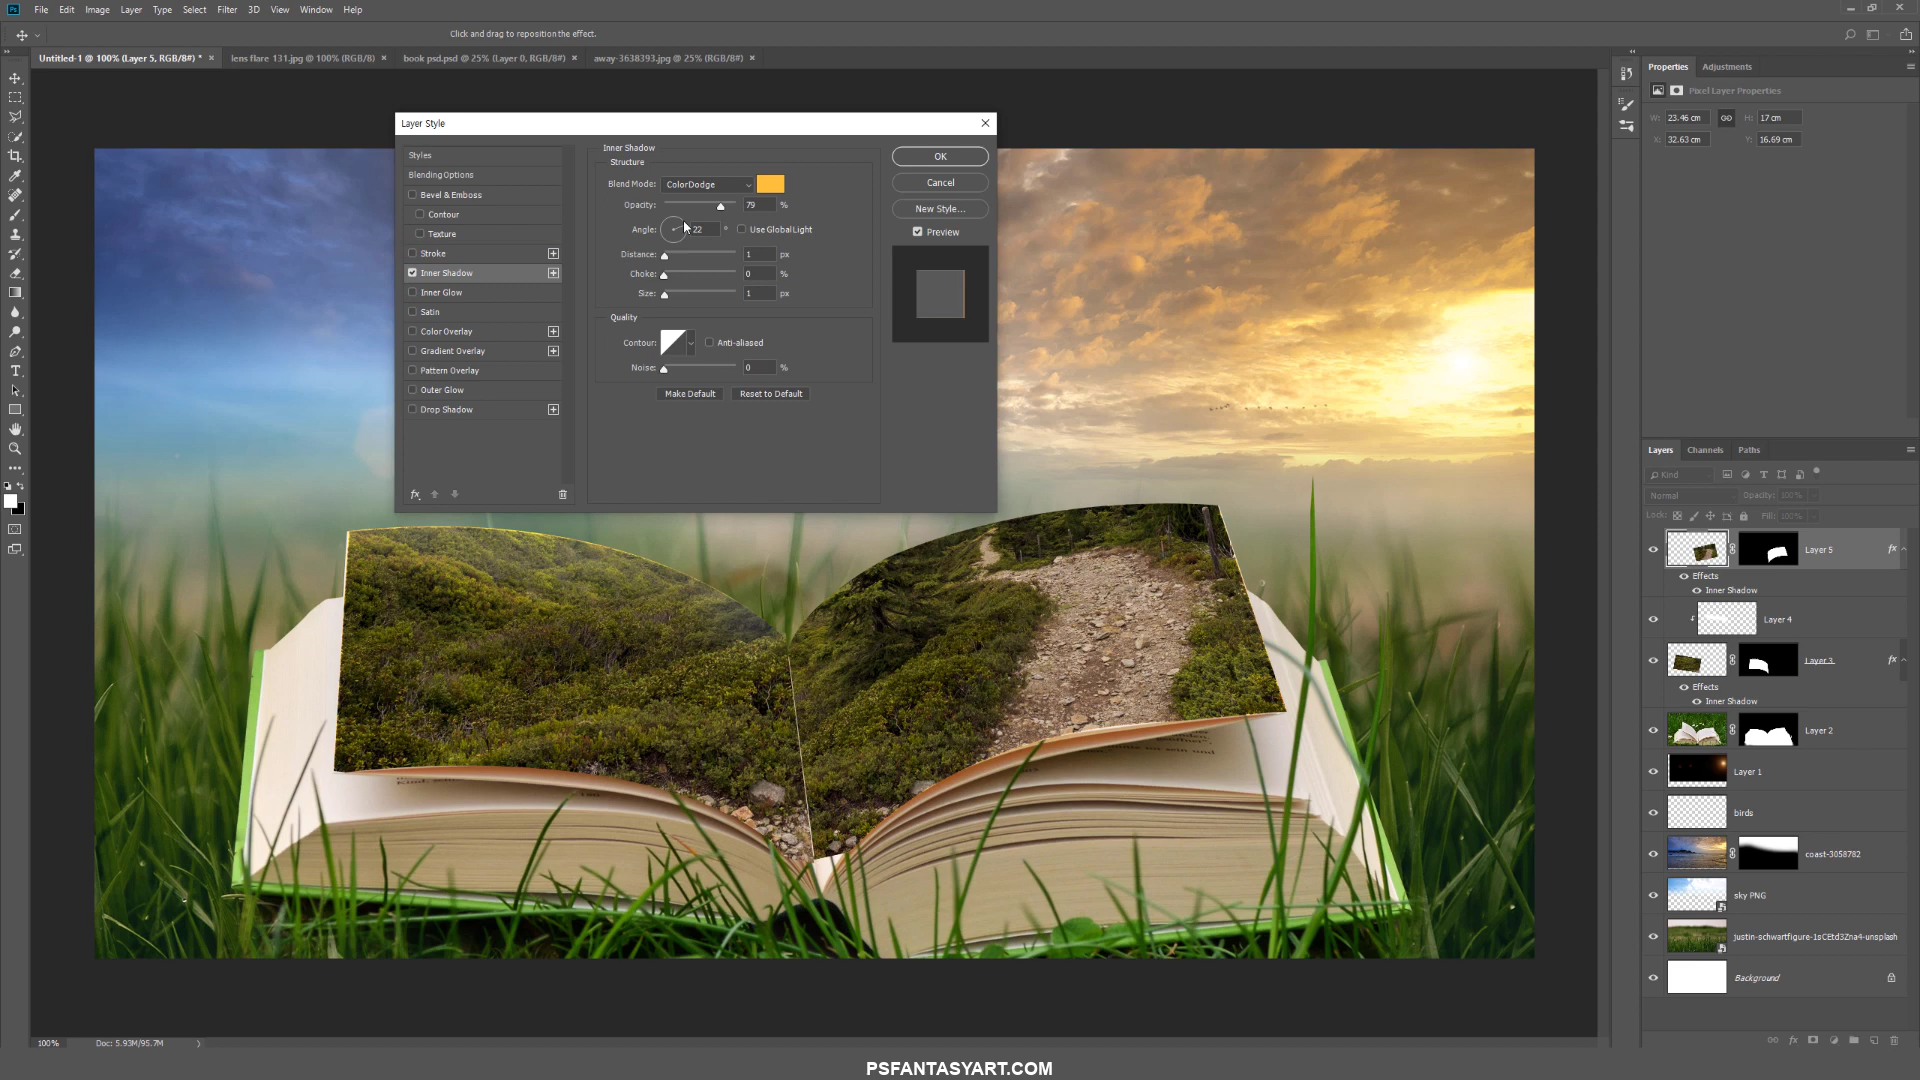 Ps File Edit Image Layer Type Select Filter 3D View Window Help
Click and drag to reposition the effect.
Untitled-1 @ 100% (Layer 5, RGB/8#) * ×
lens flare 131.jpg @ 100% (RGB/8) ×
book psd.psd @ 25% (Layer 0, RGB/8#) ×
away-3638393.jpg @ 25% (RGB/8#) ×
Layer Style
Styles
Blending Options
Bevel & Emboss
Contour
Texture
Stroke
Inner Shadow
Inner Glow
Satin
Color Overlay
Gradient Overlay
Pattern Overlay
Outer Glow
Drop Shadow
fx
Inner Shadow
Structure
Blend Mode: ColorDodge
Opacity: 79 %
Angle: 22 ° Use Global Light
Distance: 1 px
Choke: 0 %
Size: 1 px
Quality
Contour: Anti-aliased
Noise: 0 %
Make Default Reset to Default
OK
Cancel
New Style...
Preview
Properties Adjustments
Pixel Layer Properties
W: 23.46 cm H: 17 cm
X: 32.63 cm Y: 16.69 cm
Layers Channels Paths
Kind
Normal Opacity: 100%
Lock: Fill: 100%
Layer 5 fx
Effects
Inner Shadow
Layer 4
Layer 3 fx
Effects
Inner Shadow
Layer 2
Layer 1
birds
coast-3058782
sky PNG
justin-schwartfigure-1sCEtd3Zna4-unsplash
Background
fx
100% Doc: 5.93M/95.7M
PSFANTASYART.COM